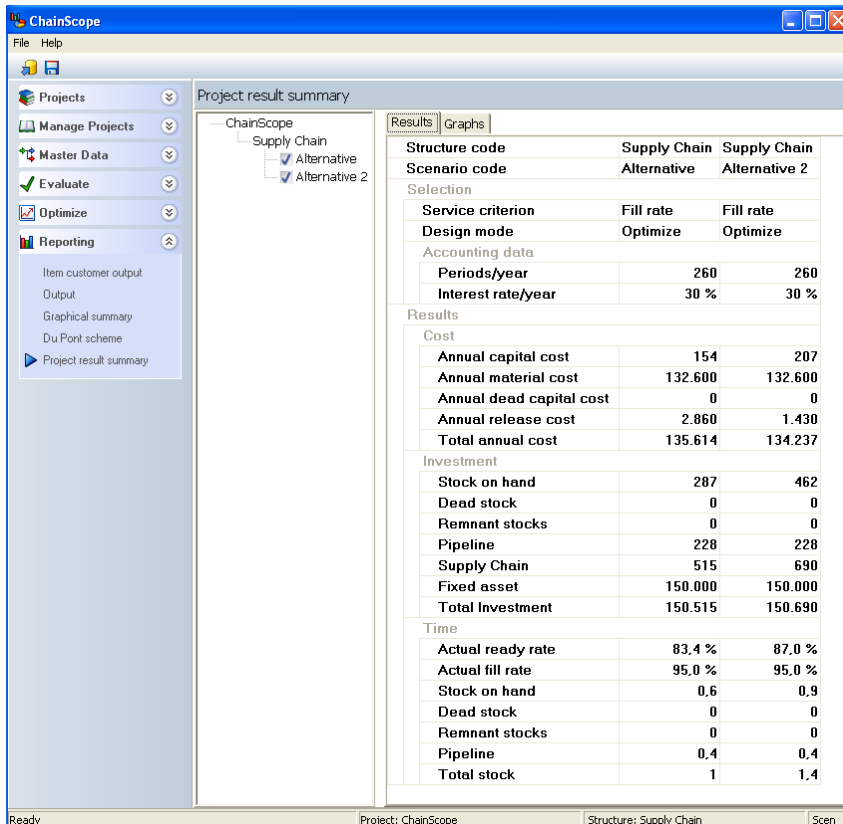 ChainScope
File Help
Projects
Manage Projects
Master Data
Evaluate
Optimize
Reporting
Item customer output
Output
Graphical summary
Du Pont scheme
Project result summary
Project result summary
ChainScope
Supply Chain
Alternative
Alternative 2
Results Graphs
Structure code Supply Chain Supply Chain
Scenario code Alternative Alternative 2
Selection
Service criterion Fill rate Fill rate
Design mode Optimize Optimize
Accounting data
Periods/year 260 260
Interest rate/year 30 % 30 %
Results
Cost
Annual capital cost 154 207
Annual material cost 132.600 132.600
Annual dead capital cost 0 0
Annual release cost 2.860 1.430
Total annual cost 135.614 134.237
Investment
Stock on hand 287 462
Dead stock 0 0
Remnant stocks 0 0
Pipeline 228 228
Supply Chain 515 690
Fixed asset 150.000 150.000
Total Investment 150.515 150.690
Time
Actual ready rate 83,4 % 87,0 %
Actual fill rate 95,0 % 95,0 %
Stock on hand 0,6 0,9
Dead stock 0 0
Remnant stocks 0 0
Pipeline 0,4 0,4
Total stock 1 1,4
Ready Project: ChainScope Structure: Supply Chain Scen